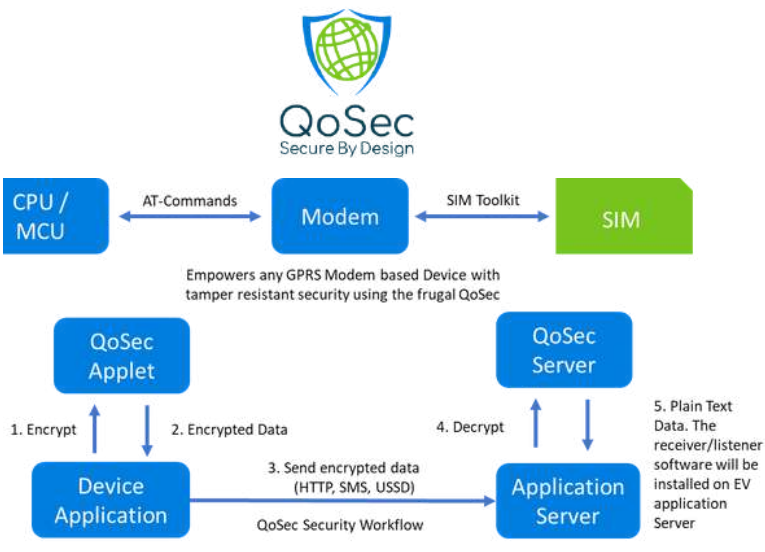 QoSec
Secure By Design
CPU /
MCU
AT-Commands
Modem
SIM Toolkit
SIM
Empowers any GPRS Modem based Device with
tamper resistant security using the frugal QoSec
QoSec
Applet
QoSec
Server
1. Encrypt
2. Encrypted Data
4. Decrypt
5. Plain Text
Data. The
receiver/listener
software will be
installed on EV
application
Server
3. Send encrypted data
(HTTP, SMS, USSD)
Device
Application
Application
Server
QoSec Security Workflow